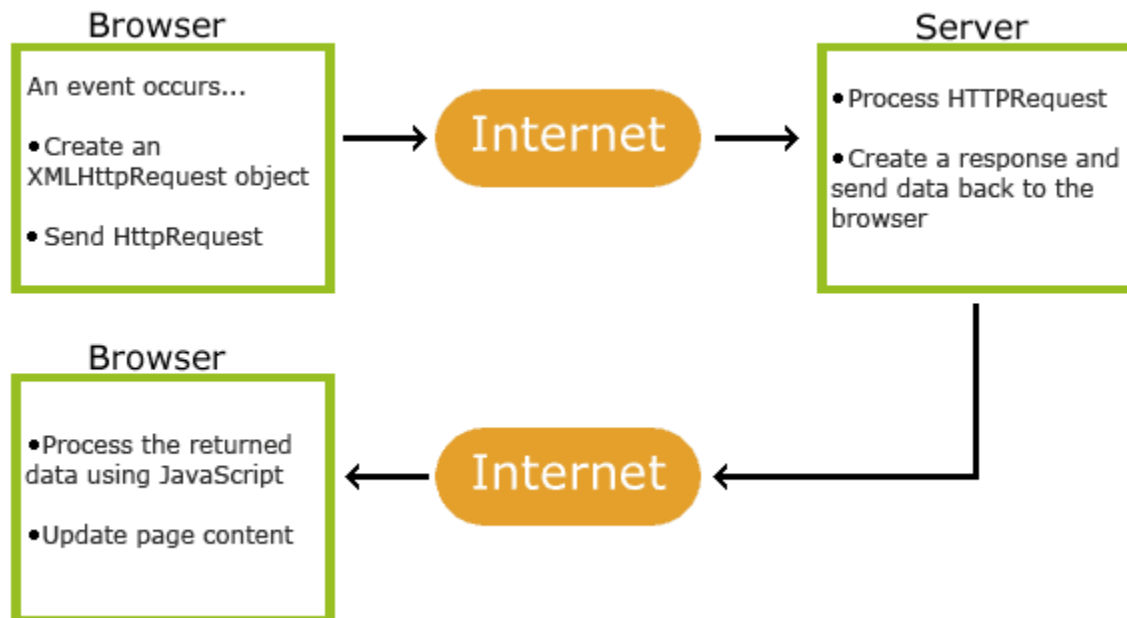 Browser
An event occurs...
•Create an
XMLHttpRequest object
• Send HttpRequest
Internet
Server
•Process HTTPRequest
•Create a response and
send data back to the
browser
Browser
•Process the returned
data using JavaScript
•Update page content
Internet